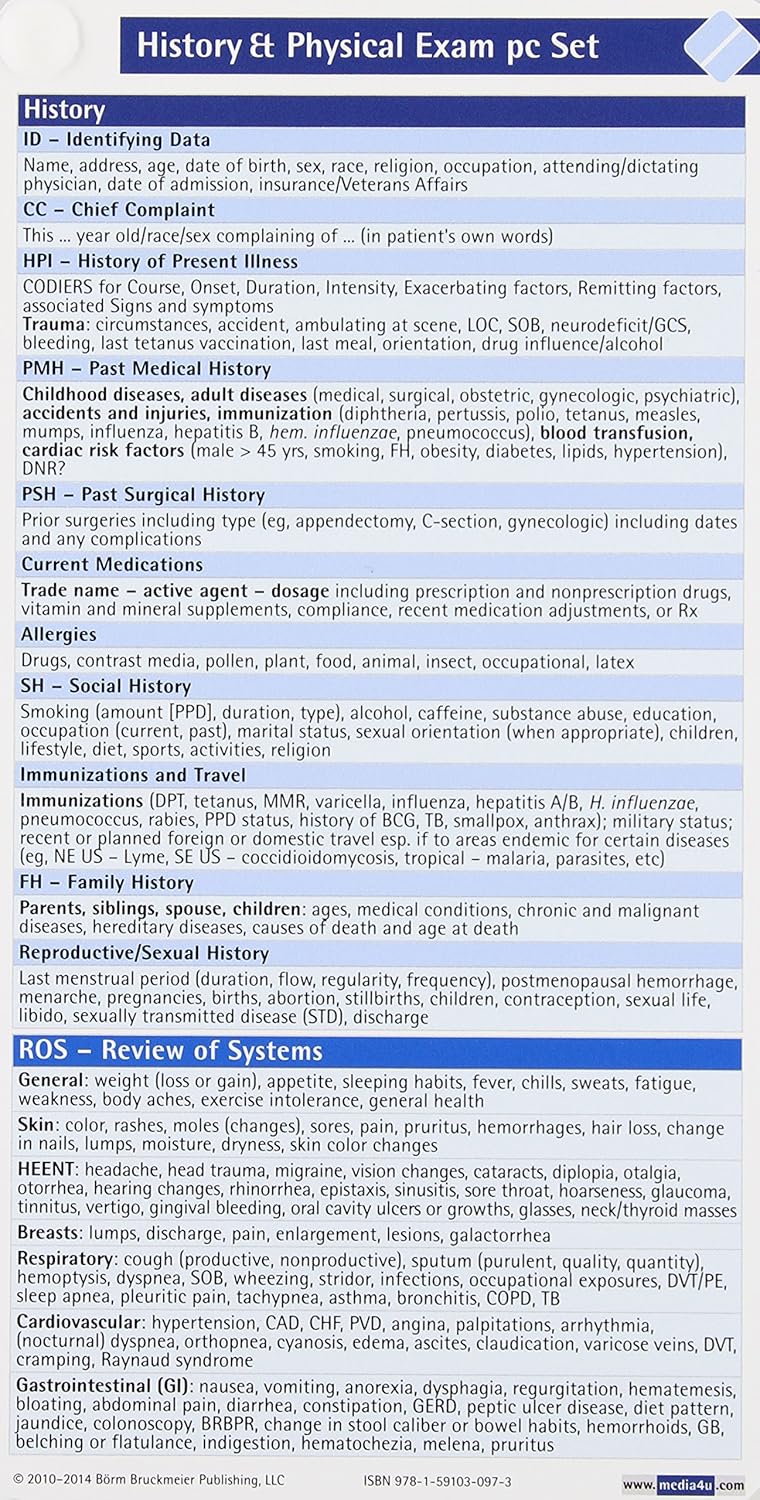 History & Physical Exam pc Set
History
ID – Identifying Data
Name, address, age, date of birth, sex, race, religion, occupation, attending/dictating
physician, date of admission, insurance/Veterans Affairs
CC – Chief Complaint
This ... year old/race/sex complaining of ... (in patient's own words)
HPI – History of Present Illness
CODIERS for Course, Onset, Duration, Intensity, Exacerbating factors, Remitting factors,
associated Signs and symptoms
Trauma: circumstances, accident, ambulating at scene, LOC, SOB, neurodeficit/GCS,
bleeding, last tetanus vaccination, last meal, orientation, drug influence/alcohol
PMH – Past Medical History
Childhood diseases, adult diseases (medical, surgical, obstetric, gynecologic, psychiatric),
accidents and injuries, immunization (diphtheria, pertussis, polio, tetanus, measles,
mumps, influenza, hepatitis B, hem. influenzae, pneumococcus), blood transfusion,
cardiac risk factors (male > 45 yrs, smoking, FH, obesity, diabetes, lipids, hypertension),
DNR?
PSH – Past Surgical History
Prior surgeries including type (eg, appendectomy, C-section, gynecologic) including dates
and any complications
Current Medications
Trade name – active agent – dosage including prescription and nonprescription drugs,
vitamin and mineral supplements, compliance, recent medication adjustments, or Rx
Allergies
Drugs, contrast media, pollen, plant, food, animal, insect, occupational, latex
SH – Social History
Smoking (amount [PPD], duration, type), alcohol, caffeine, substance abuse, education,
occupation (current, past), marital status, sexual orientation (when appropriate), children,
lifestyle, diet, sports, activities, religion
Immunizations and Travel
Immunizations (DPT, tetanus, MMR, varicella, influenza, hepatitis A/B, H. influenzae,
pneumococcus, rabies, PPD status, history of BCG, TB, smallpox, anthrax); military status;
recent or planned foreign or domestic travel esp. if to areas endemic for certain diseases
(eg, NE US – Lyme, SE US – coccidioidomycosis, tropical – malaria, parasites, etc)
FH – Family History
Parents, siblings, spouse, children: ages, medical conditions, chronic and malignant
diseases, hereditary diseases, causes of death and age at death
Reproductive/Sexual History
Last menstrual period (duration, flow, regularity, frequency), postmenopausal hemorrhage,
menarche, pregnancies, births, abortion, stillbirths, children, contraception, sexual life,
libido, sexually transmitted disease (STD), discharge
ROS – Review of Systems
General: weight (loss or gain), appetite, sleeping habits, fever, chills, sweats, fatigue,
weakness, body aches, exercise intolerance, general health
Skin: color, rashes, moles (changes), sores, pain, pruritus, hemorrhages, hair loss, change
in nails, lumps, moisture, dryness, skin color changes
HEENT: headache, head trauma, migraine, vision changes, cataracts, diplopia, otalgia,
otorrhea, hearing changes, rhinorrhea, epistaxis, sinusitis, sore throat, hoarseness, glaucoma,
tinnitus, vertigo, gingival bleeding, oral cavity ulcers or growths, glasses, neck/thyroid masses
Breasts: lumps, discharge, pain, enlargement, lesions, galactorrhea
Respiratory: cough (productive, nonproductive), sputum (purulent, quality, quantity),
hemoptysis, dyspnea, SOB, wheezing, stridor, infections, occupational exposures, DVT/PE,
sleep apnea, pleuritic pain, tachypnea, asthma, bronchitis, COPD, TB
Cardiovascular: hypertension, CAD, CHF, PVD, angina, palpitations, arrhythmia,
(nocturnal) dyspnea, orthopnea, cyanosis, edema, ascites, claudication, varicose veins, DVT,
cramping, Raynaud syndrome
Gastrointestinal (GI): nausea, vomiting, anorexia, dysphagia, regurgitation, hematemesis,
bloating, abdominal pain, diarrhea, constipation, GERD, peptic ulcer disease, diet pattern,
jaundice, colonoscopy, BRBPR, change in stool caliber or bowel habits, hemorrhoids, GB,
belching or flatulance, indigestion, hematochezia, melena, pruritus
© 2010–2014 Börm Bruckmeier Publishing, LLC ISBN 978-1-59103-097-3 www.media4u.com